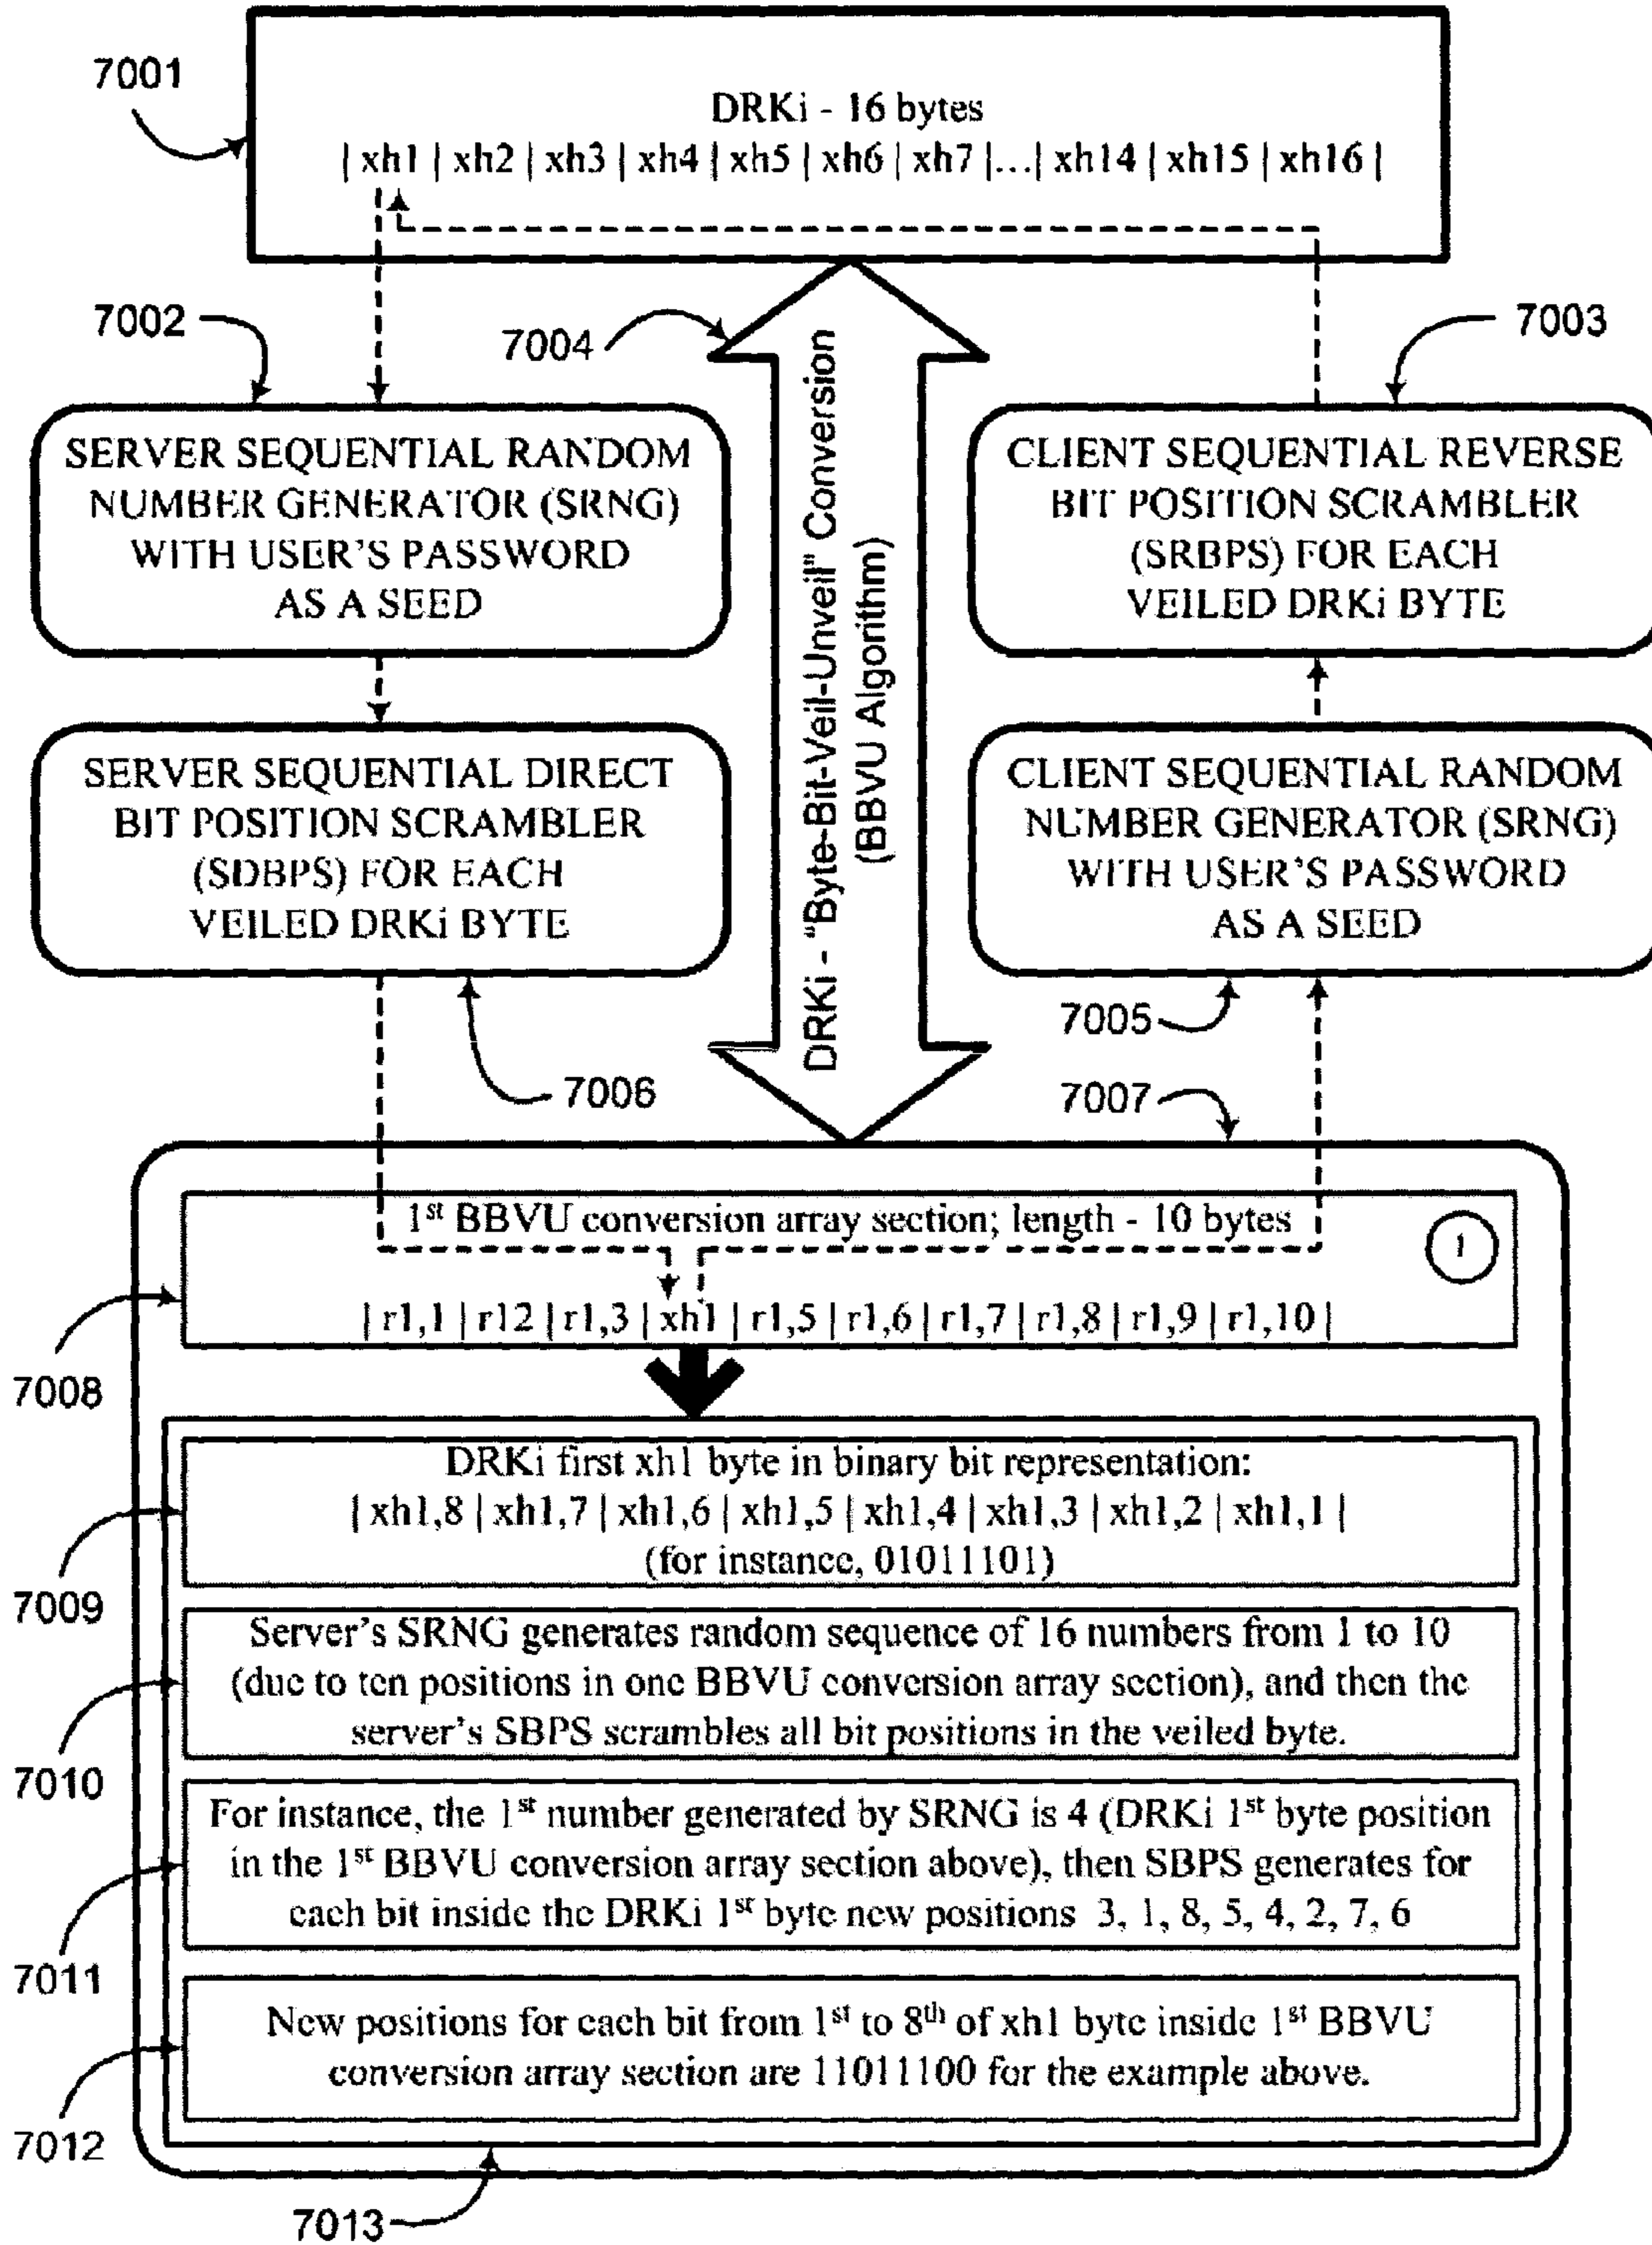 7001
DRKi - 16 bytes
| xh1 | xh2 | xh3 | xh4 | xh5 | xh6 | xh7 |...| xh14 | xh15 | xh16 |
7002
7004
7003
SERVER SEQUENTIAL RANDOM
NUMBER GENERATOR (SRNG)
WITH USER'S PASSWORD
AS A SEED
DRKi - "Byte-Bit-Veil-Unveil" Conversion
(BBVU Algorithm)
CLIENT SEQUENTIAL REVERSE
BIT POSITION SCRAMBLER
(SRBPS) FOR EACH
VEILED DRKi BYTE
SERVER SEQUENTIAL DIRECT
BIT POSITION SCRAMBLER
(SDBPS) FOR EACH
VEILED DRKi BYTE
CLIENT SEQUENTIAL RANDOM
NUMBER GENERATOR (SRNG)
WITH USER'S PASSWORD
AS A SEED
7005
7006
7007
1st BBVU conversion array section; length - 10 bytes
1
| r1,1 | r12 | r1,3 | xh1 | r1,5 | r1,6 | r1,7 | r1,8 | r1,9 | r1,10 |
7008
DRKi first xh1 byte in binary bit representation:
| xh1,8 | xh1,7 | xh1,6 | xh1,5 | xh1,4 | xh1,3 | xh1,2 | xh1,1 |
(for instance, 01011101)
7009
Server's SRNG generates random sequence of 16 numbers from 1 to 10
(due to ten positions in one BBVU conversion array section), and then the
server's SBPS scrambles all bit positions in the veiled byte.
7010
For instance, the 1st number generated by SRNG is 4 (DRKi 1st byte position
in the 1st BBVU conversion array section above), then SBPS generates for
each bit inside the DRKi 1st byte new positions 3, 1, 8, 5, 4, 2, 7, 6
7011
New positions for each bit from 1st to 8th of xh1 byte inside 1st BBVU
conversion array section are 11011100 for the example above.
7012
7013